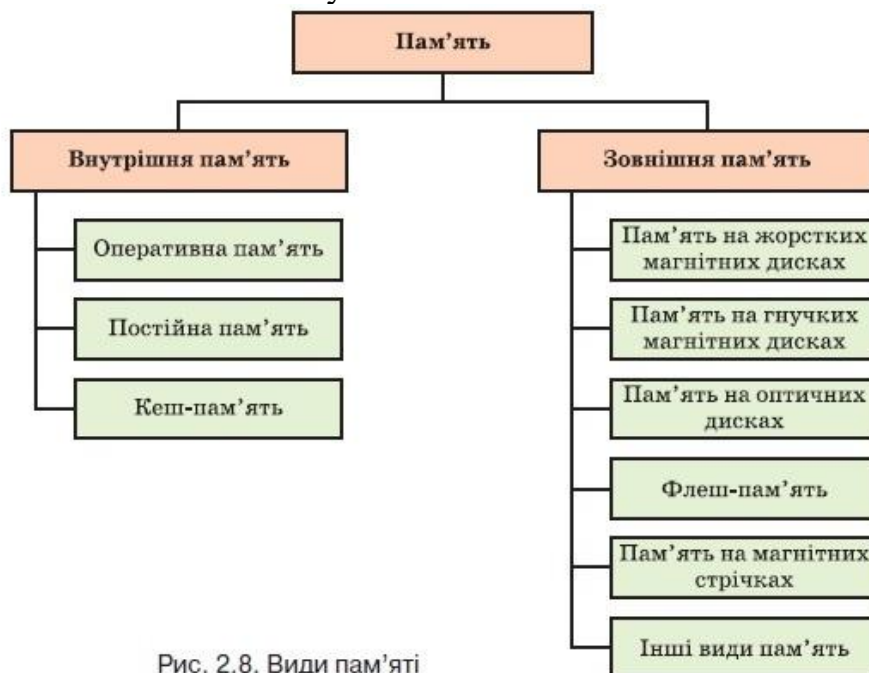 Пам’ять
Внутрішня пам’ять
Оперативна пам’ять
Постійна пам’ять
Кеш-пам’ять
Зовнішня пам’ять
Пам’ять на жорстких
магнітних дисках
Пам’ять на гнучких
магнітних дисках
Пам’ять на оптичних
дисках
Флеш-пам’ять
Пам’ять на магнітних
стрічках
Інші види пам’ять
Рис. 2.8. Види пам’яті